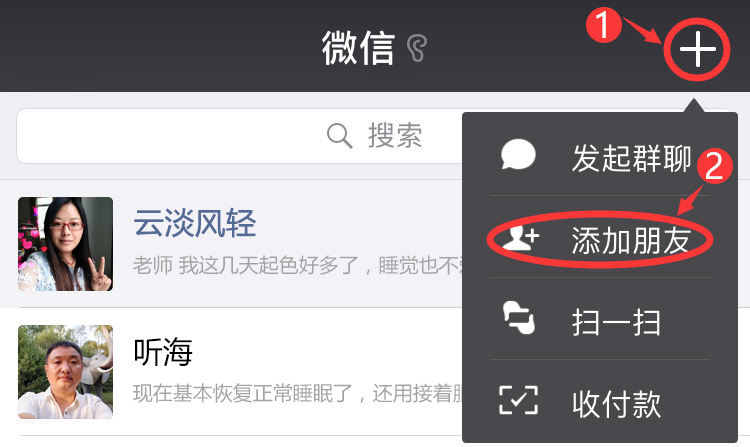 微信
1
搜索
发起群聊
2
云淡风轻
添加朋友
老师 我这几天起色好多了，睡觉也不
扫一扫
听海
现在基本恢复正常睡眠了，还用接着
收付款